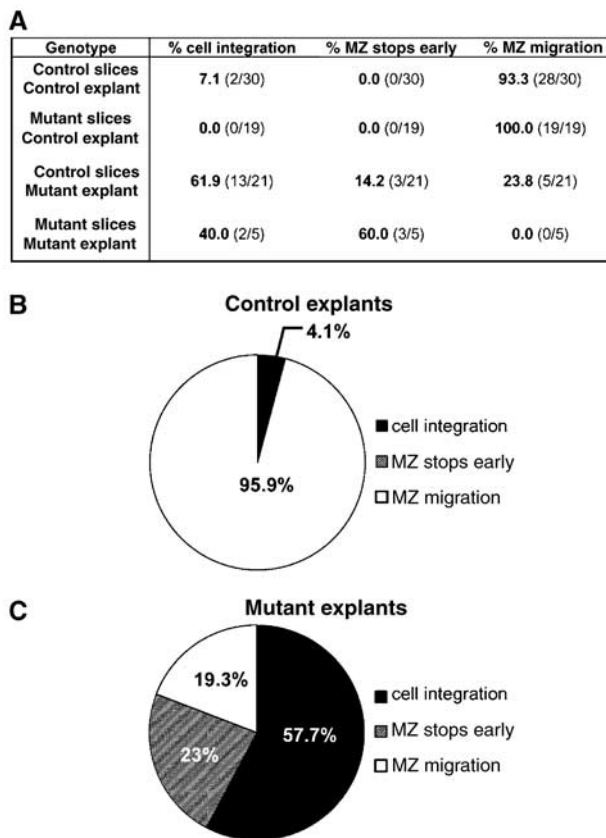 A
Genotype % cell integration % MZ stops early % MZ migration
Control slices
Control explant 7.1 (2/30) 0.0 (0/30) 93.3 (28/30)
Mutant slices
Control explant 0.0 (0/19) 0.0 (0/19) 100.0 (19/19)
Control slices
Mutant explant 61.9 (13/21) 14.2 (3/21) 23.8 (5/21)
Mutant slices
Mutant explant 40.0 (2/5) 60.0 (3/5) 0.0 (0/5)
B
Control explants
4.1%
95.9%
cell integration
MZ stops early
MZ migration
C
Mutant explants
19.3%
23%
57.7%
cell integration
MZ stops early
MZ migration